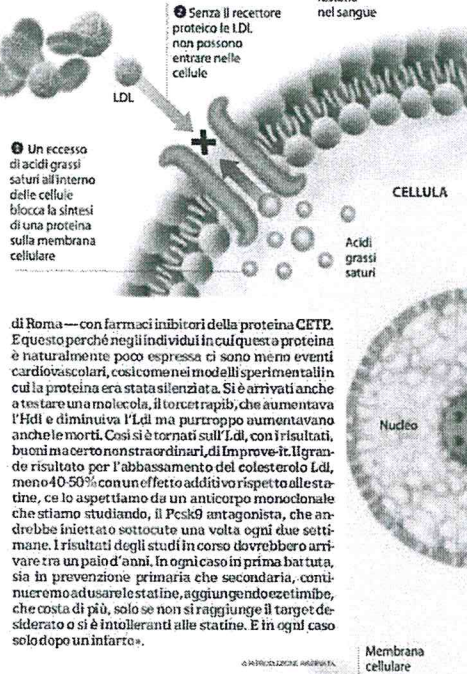 nel sangue
❷ Senza il recettore
proteico le LDL
non possono
entrare nelle
cellule
LDL
❶ Un eccesso
di acidi grassi
saturi all'interno
delle cellule
blocca la sintesi
di una proteina
sulla membrana
cellulare
CELLULA
Acidi
grassi
saturi
di Roma — con farmaci inibitori della proteina CETP.
E questo perché negli individui in cui questa proteina
è naturalmente poco espressa ci sono meno eventi
cardiovascolari, così come nei modelli sperimentali in
cui la proteina era stata silenziata. Si è arrivati anche
a testare una molecola, il torcetrapib, che aumentava
l'Hdl e diminuiva l'Ldl ma purtroppo aumentavano
anche le morti. Così si è tornati sull'Ldl, con i risultati,
buoni ma certo non straordinari, di Improve-it. Il gran-
de risultato per l'abbassamento del colesterolo Ldl,
meno 40-50% con un effetto additivo rispetto alle sta-
tine, ce lo aspettiamo da un anticorpo monoclonale
che stiamo studiando, il Pcsk9 antagonista, che an-
drebbe iniettato sottocute una volta ogni due setti-
mane. I risultati degli studi in corso dovrebbero arri-
vare tra un paio d'anni. In ogni caso in prima battuta,
sia in prevenzione primaria che secondaria, conti-
nueremo ad usare le statine, aggiungendo ezetimibe,
che costa di più, solo se non si raggiunge il target de-
siderato o si è intolleranti alle statine. E in ogni caso
solo dopo un infarto».
© RIPRODUZIONE RISERVATA
Nucleo
Membrana
cellulare